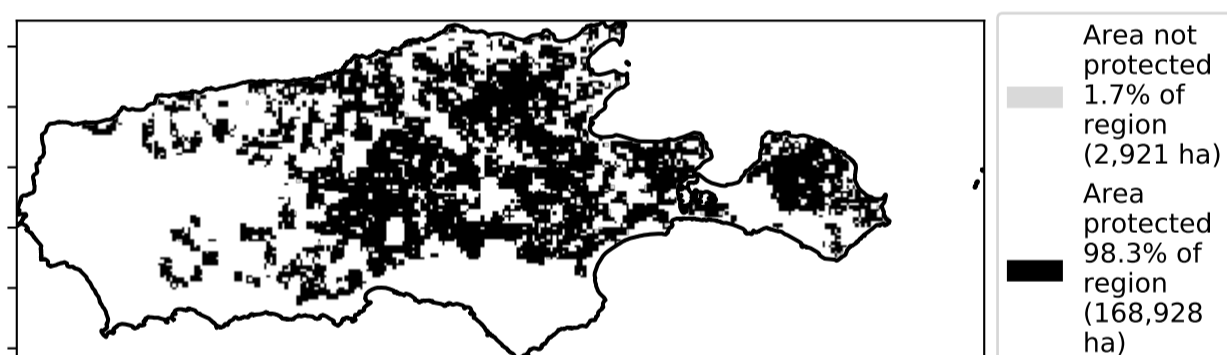 Area not
protected
1.7% of
region
(2,921 ha)
Area
protected
98.3% of
region
(168,928
ha)